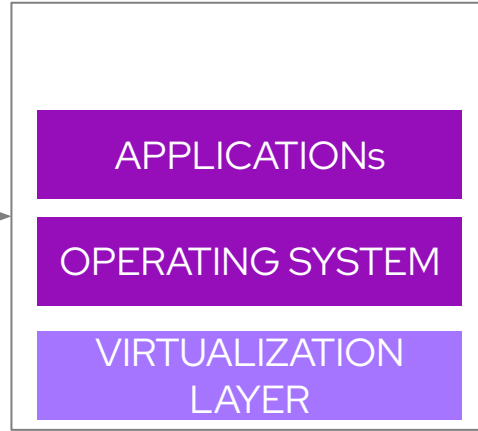 APPLICATIONs
OPERATING SYSTEM
VIRTUALIZATION
LAYER